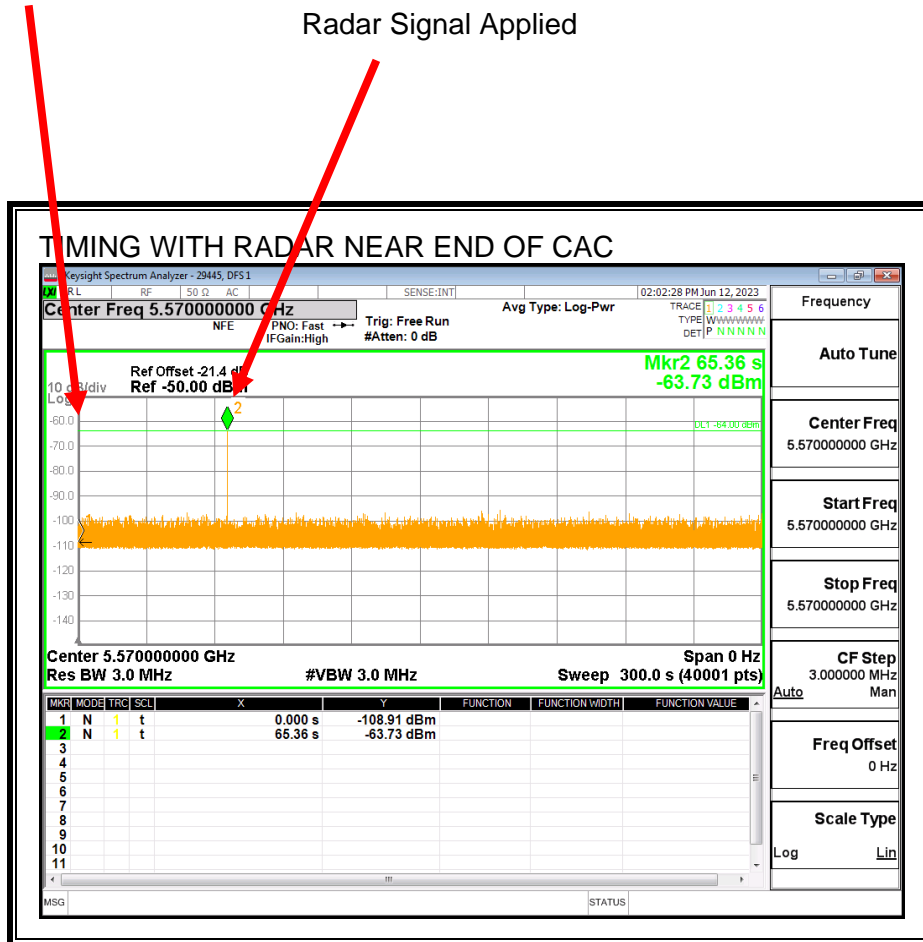 Radar Signal Applied
TIMING WITH RADAR NEAR END OF CAC
Keysight Spectrum Analyzer - 29445, DFS 1
LXI RL RF 50 Ω AC SENSE:INT 02:02:28 PM Jun 12, 2023
Center Freq 5.570000000 GHz
NFE PNO: Fast Trig: Free Run
IFGain:High #Atten: 0 dB
Avg Type: Log-Pwr
TRACE 1 2 3 4 5 6
TYPE WWWWWW
DET P NNNNN
Mkr2 65.36 s
-63.73 dBm
Ref Offset -21.4 dB
10 dB/div Ref -50.00 dBm
Log
2
-60.0
DL1 -64.00 dBm
-70.0
-80.0
-90.0
-100
-110
-120
-130
-140
Center 5.570000000 GHz Span 0 Hz
Res BW 3.0 MHz #VBW 3.0 MHz Sweep 300.0 s (40001 pts)
MKR MODE TRC SCL X Y FUNCTION FUNCTION WIDTH FUNCTION VALUE
1 N 1 t 0.000 s -108.91 dBm
2 N 1 t 65.36 s -63.73 dBm
3
4
5
6
7
8
9
10
11
MSG STATUS
Frequency
Auto Tune
Center Freq
5.570000000 GHz
Start Freq
5.570000000 GHz
Stop Freq
5.570000000 GHz
CF Step
3.000000 MHz
Auto Man
Freq Offset
0 Hz
Scale Type
Log Lin